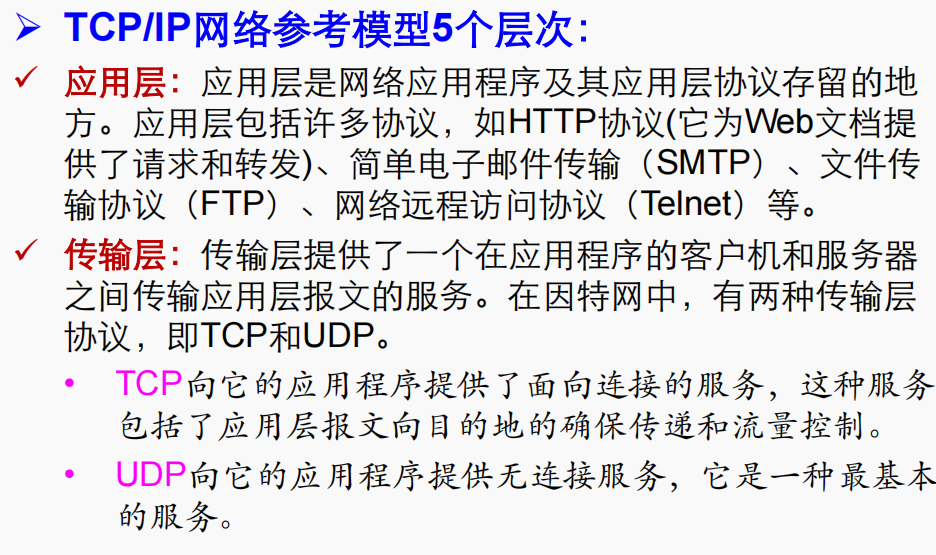 ➢ TCP/IP网络参考模型5个层次：
✓ 应用层：应用层是网络应用程序及其应用层协议存留的地
方。应用层包括许多协议，如HTTP协议(它为Web文档提
供了请求和转发)、简单电子邮件传输（SMTP）、文件传
输协议（FTP）、网络远程访问协议（Telnet）等。
✓ 传输层：传输层提供了一个在应用程序的客户机和服务器
之间传输应用层报文的服务。在因特网中，有两种传输层
协议，即TCP和UDP。
• TCP向它的应用程序提供了面向连接的服务，这种服务
包括了应用层报文向目的地的确保传递和流量控制。
• UDP向它的应用程序提供无连接服务，它是一种最基本
的服务。